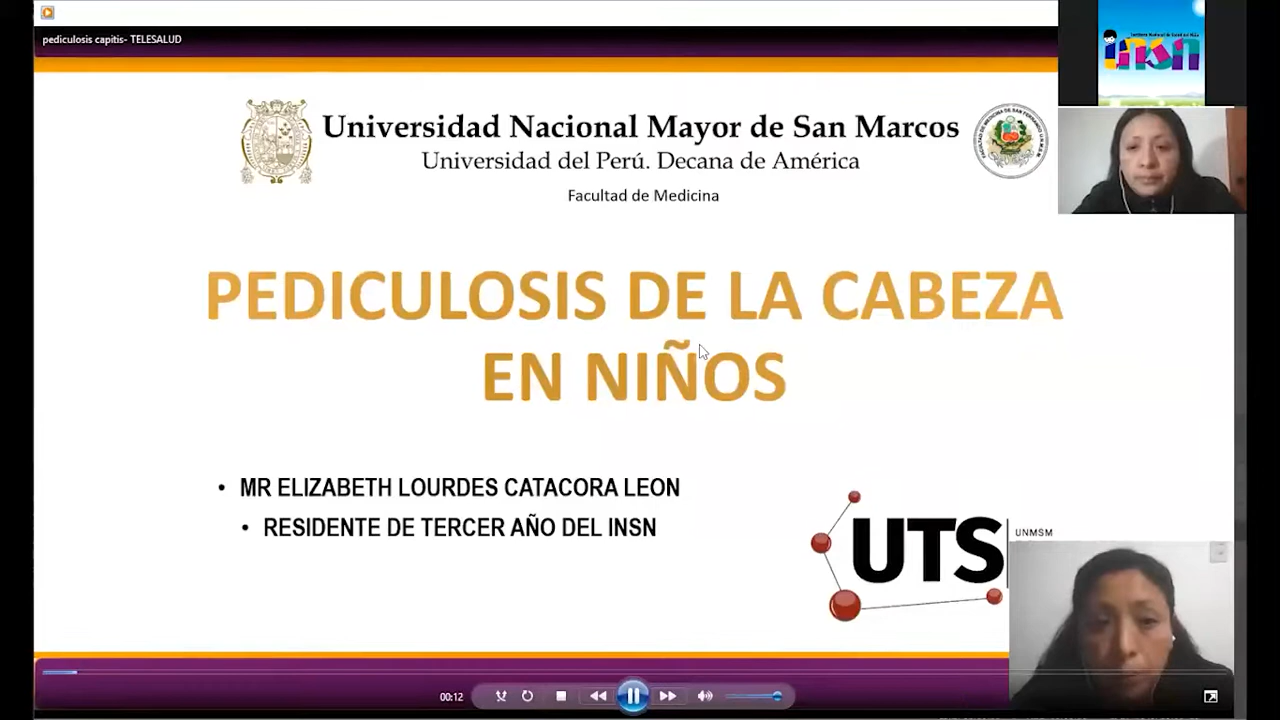 pediculosis capitis- TELESALUD
Universidad Nacional Mayor de San Marcos
Universidad del Perú. Decana de América
Facultad de Medicina
PEDICULOSIS DE LA CABEZA
EN NIÑOS
• MR ELIZABETH LOURDES CATACORA LEON
• RESIDENTE DE TERCER AÑO DEL INSN
UTS
UNMSM
insn
00:12